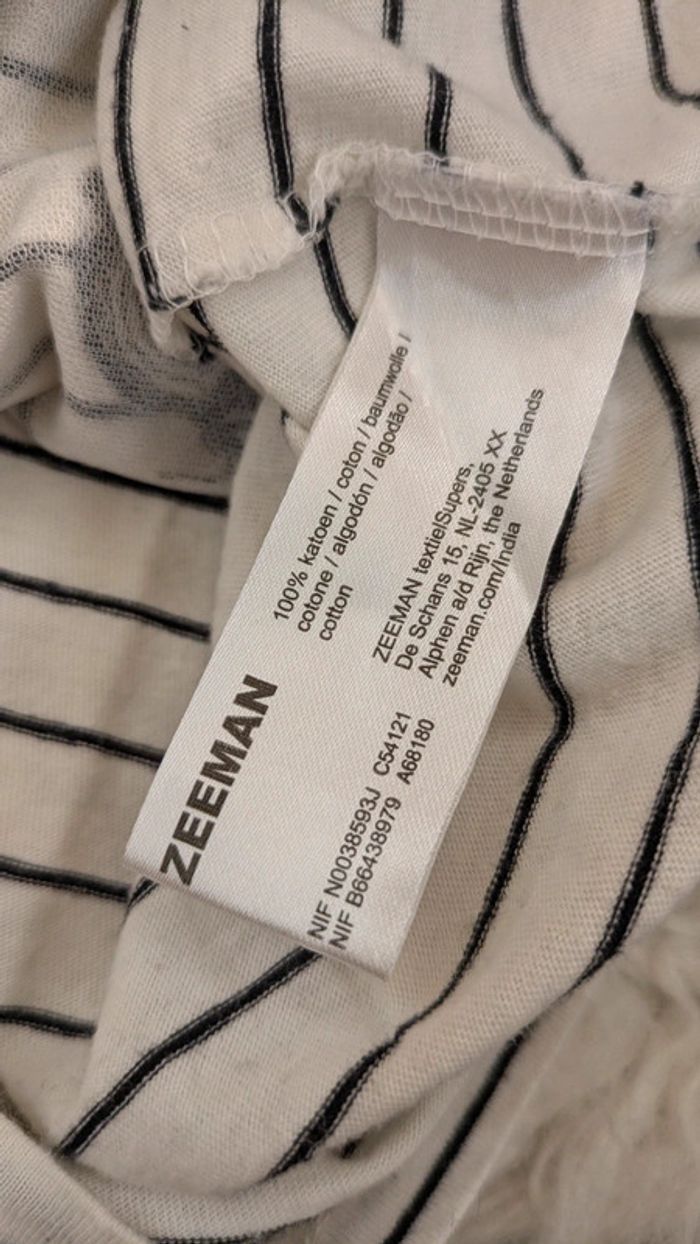 100% katoen / coton / baumwolle /
cotone / algodón / algodão /
cotton
ZEEMAN textielSupers,
De Schans 15, NL-2405 XX
Alphen a/d Rijn, the Netherlands
zeeman.com/India
ZEEMAN
NIF N0038593J C54121
NIF B66438979 A68180